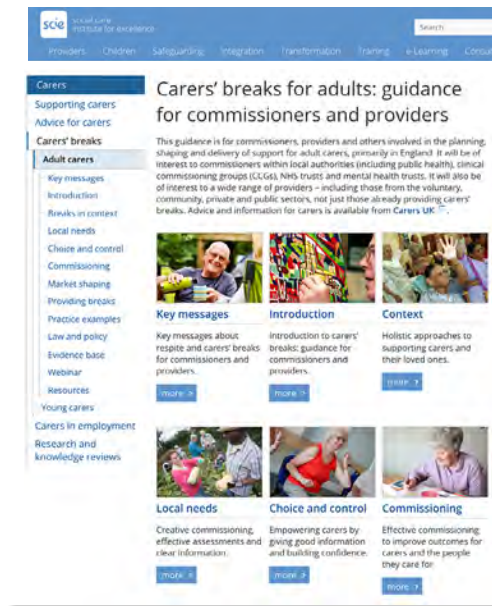 scie social care
institute for excellence
Search
Providers Children Safeguarding Integration Transformation Training e-Learning
Carers
Supporting carers
Advice for carers
Carers' breaks
Adult carers
Key messages
Introduction
Breaks in context
Local needs
Choice and control
Commissioning
Market shaping
Providing breaks
Practice examples
Law and policy
Evidence base
Webinar
Resources
Young carers
Carers in employment
Research and
knowledge reviews
Carers' breaks for adults: guidance
for commissioners and providers
This guidance is for commissioners, providers and others involved in the planning,
shaping and delivery of support for adult carers, primarily in England. It will be of
interest to commissioners within local authorities (including public health), clinical
commissioning groups (CCGs), NHS trusts and mental health trusts. It will also be
of interest to a wide range of providers – including those from the voluntary,
community, private and public sectors, not just those already providing carers'
breaks. Advice and information for carers is available from Carers UK.
Key messages
Key messages about
respite and carers' breaks
for commissioners and
providers.
more >
Introduction
Introduction to carers'
breaks: guidance for
commissioners and
providers.
more >
Context
Holistic approaches to
supporting carers and
their loved ones.
more >
Local needs
Creative commissioning,
effective assessments and
clear information.
more >
Choice and control
Empowering carers by
giving good information
and building confidence.
more >
Commissioning
Effective commissioning
to improve outcomes for
carers and the people
they care for
more >